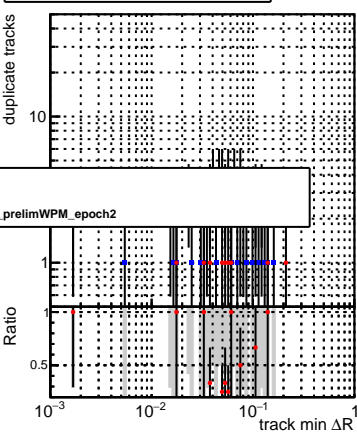 duplicate tracks
10
_prelimWPM_epoch2
1
Ratio
1
0.5
10−3
10−2
10−1
1
track min ΔR